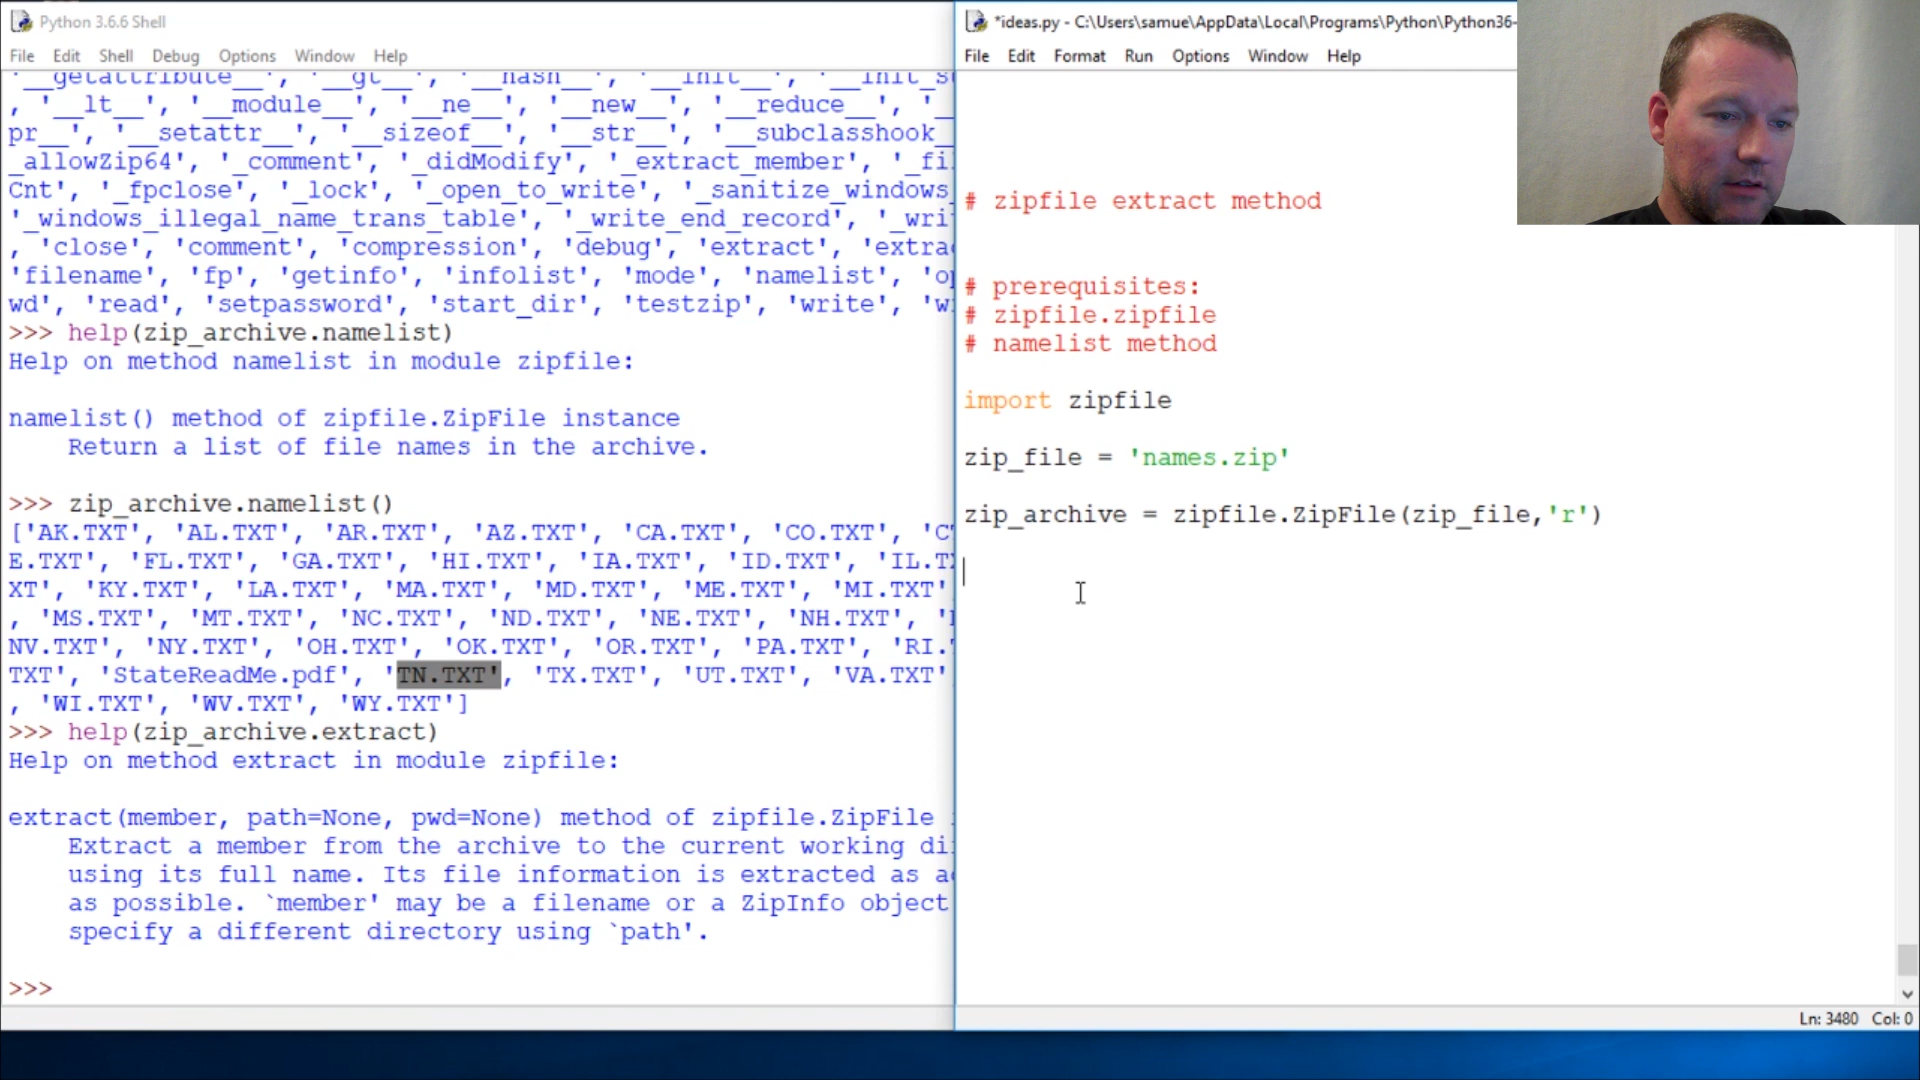 Python 3.6.6 Shell
File Edit Shell Debug Options Window Help
__getattribute__', '__gt__', '__hash__', '__init__', '__init_s
, '__lt__', '__module__', '__ne__', '__new__', '__reduce__', '__
pr__', '__setattr__', '__sizeof__', '__str__', '__subclasshook__
_allowZip64', '_comment', '_didModify', '_extract_member', '_fi
Cnt', '_fpclose', '_lock', '_open_to_write', '_sanitize_windows_
'_windows_illegal_name_trans_table', '_write_end_record', '_wri
, 'close', 'comment', 'compression', 'debug', 'extract', 'extra
'filename', 'fp', 'getinfo', 'infolist', 'mode', 'namelist', 'op
wd', 'read', 'setpassword', 'start_dir', 'testzip', 'write', 'w
>>> help(zip_archive.namelist)
Help on method namelist in module zipfile:
namelist() method of zipfile.ZipFile instance
Return a list of file names in the archive.
>>> zip_archive.namelist()
['AK.TXT', 'AL.TXT', 'AR.TXT', 'AZ.TXT', 'CA.TXT', 'CO.TXT', 'C
E.TXT', 'FL.TXT', 'GA.TXT', 'HI.TXT', 'IA.TXT', 'ID.TXT', 'IL.T
XT', 'KY.TXT', 'LA.TXT', 'MA.TXT', 'MD.TXT', 'ME.TXT', 'MI.TXT'
, 'MS.TXT', 'MT.TXT', 'NC.TXT', 'ND.TXT', 'NE.TXT', 'NH.TXT', '
NV.TXT', 'NY.TXT', 'OH.TXT', 'OK.TXT', 'OR.TXT', 'PA.TXT', 'RI.
TXT', 'StateReadMe.pdf', 'TN.TXT', 'TX.TXT', 'UT.TXT', 'VA.TXT'
, 'WI.TXT', 'WV.TXT', 'WY.TXT']
>>> help(zip_archive.extract)
Help on method extract in module zipfile:
extract(member, path=None, pwd=None) method of zipfile.ZipFile
Extract a member from the archive to the current working di
using its full name. Its file information is extracted as a
as possible. `member' may be a filename or a ZipInfo object
specify a different directory using `path'.
>>>
*ideas.py - C:\Users\samue\AppData\Local\Programs\Python\Python36-
File Edit Format Run Options Window Help
# zipfile extract method
# prerequisites:
# zipfile.zipfile
# namelist method
import zipfile
zip_file = 'names.zip'
zip_archive = zipfile.ZipFile(zip_file,'r')
Ln: 3480 Col: 0